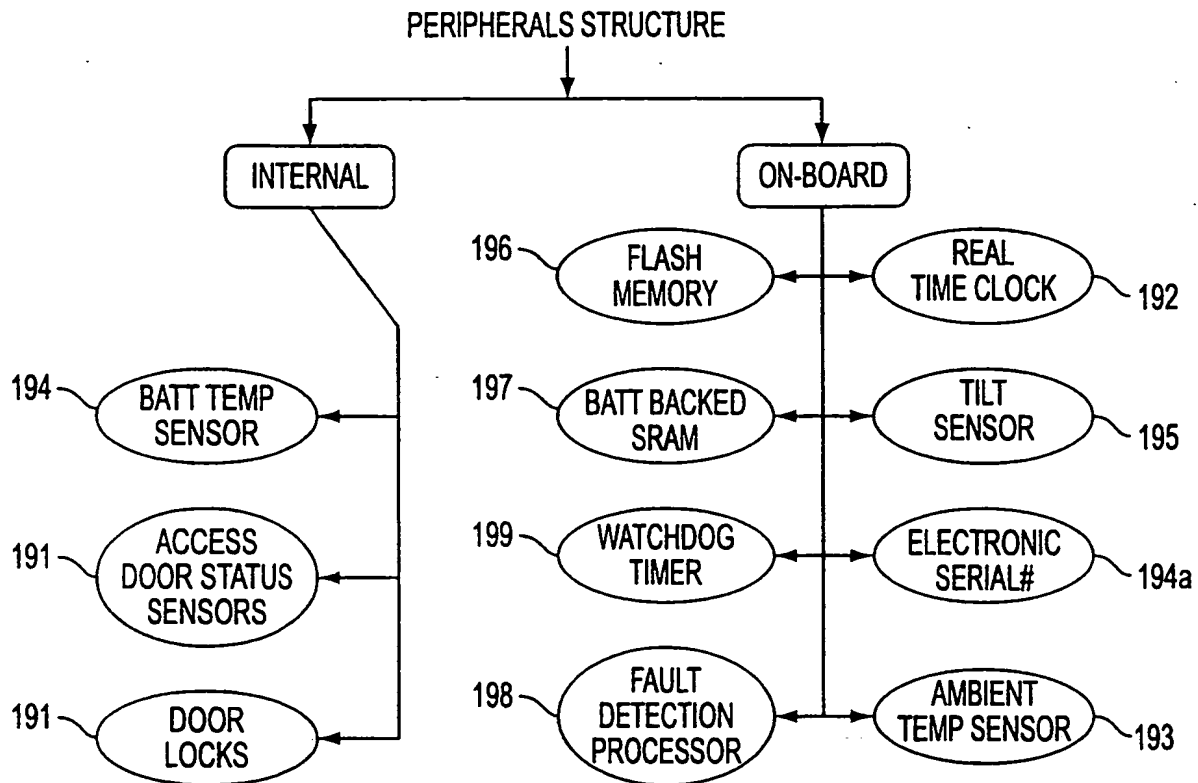 PERIPHERALS STRUCTURE
INTERNAL
ON-BOARD
196
FLASH
MEMORY
REAL
TIME CLOCK
192
194
BATT TEMP
SENSOR
197
BATT BACKED
SRAM
TILT
SENSOR
195
191
ACCESS
DOOR STATUS
SENSORS
199
WATCHDOG
TIMER
ELECTRONIC
SERIAL#
194a
191
DOOR
LOCKS
198
FAULT
DETECTION
PROCESSOR
AMBIENT
TEMP SENSOR
193